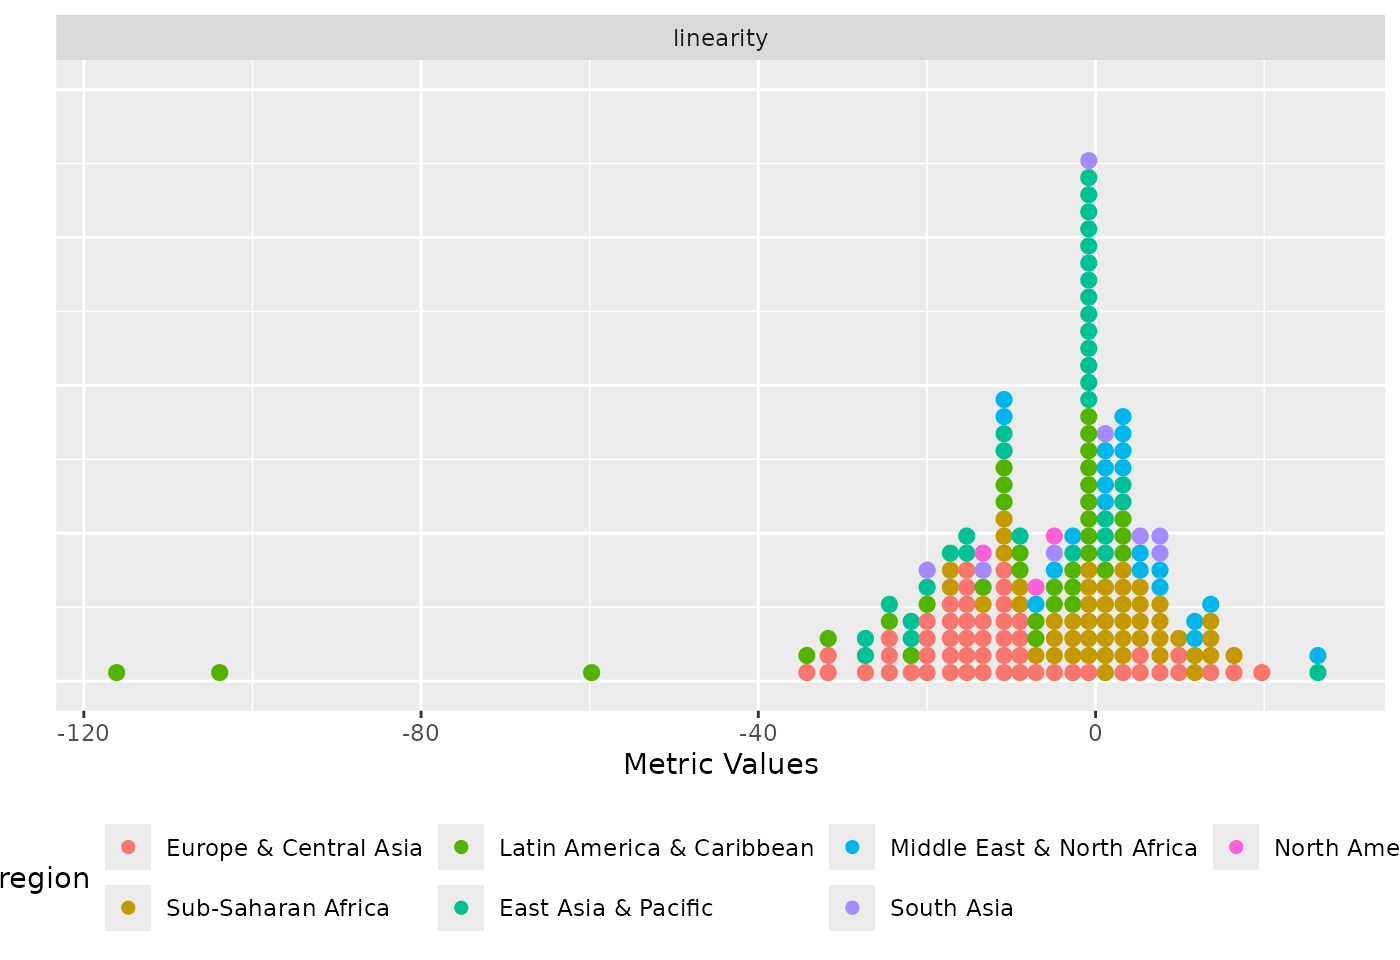 linearity
-120 -80 -40 0
Metric Values
region
Europe & Central Asia Latin America & Caribbean Middle East & North Africa North Ame
Sub-Saharan Africa East Asia & Pacific South Asia